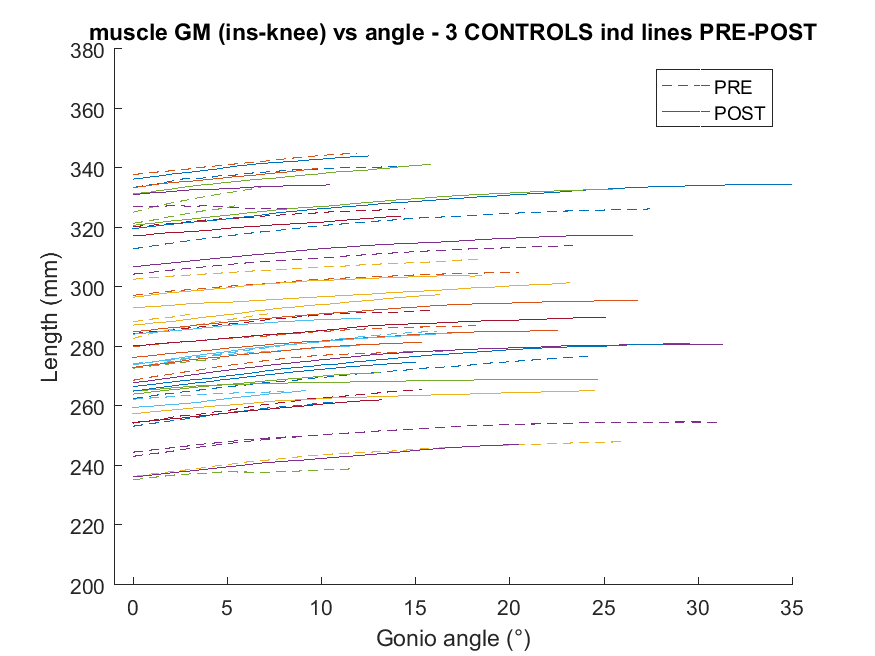 muscle GM (ins-knee) vs angle - 3 CONTROLS ind lines PRE-POST
380
360
340
320
300
280
260
240
220
200
Length (mm)
PRE
POST
0 5 10 15 20 25 30 35
Gonio angle (°)